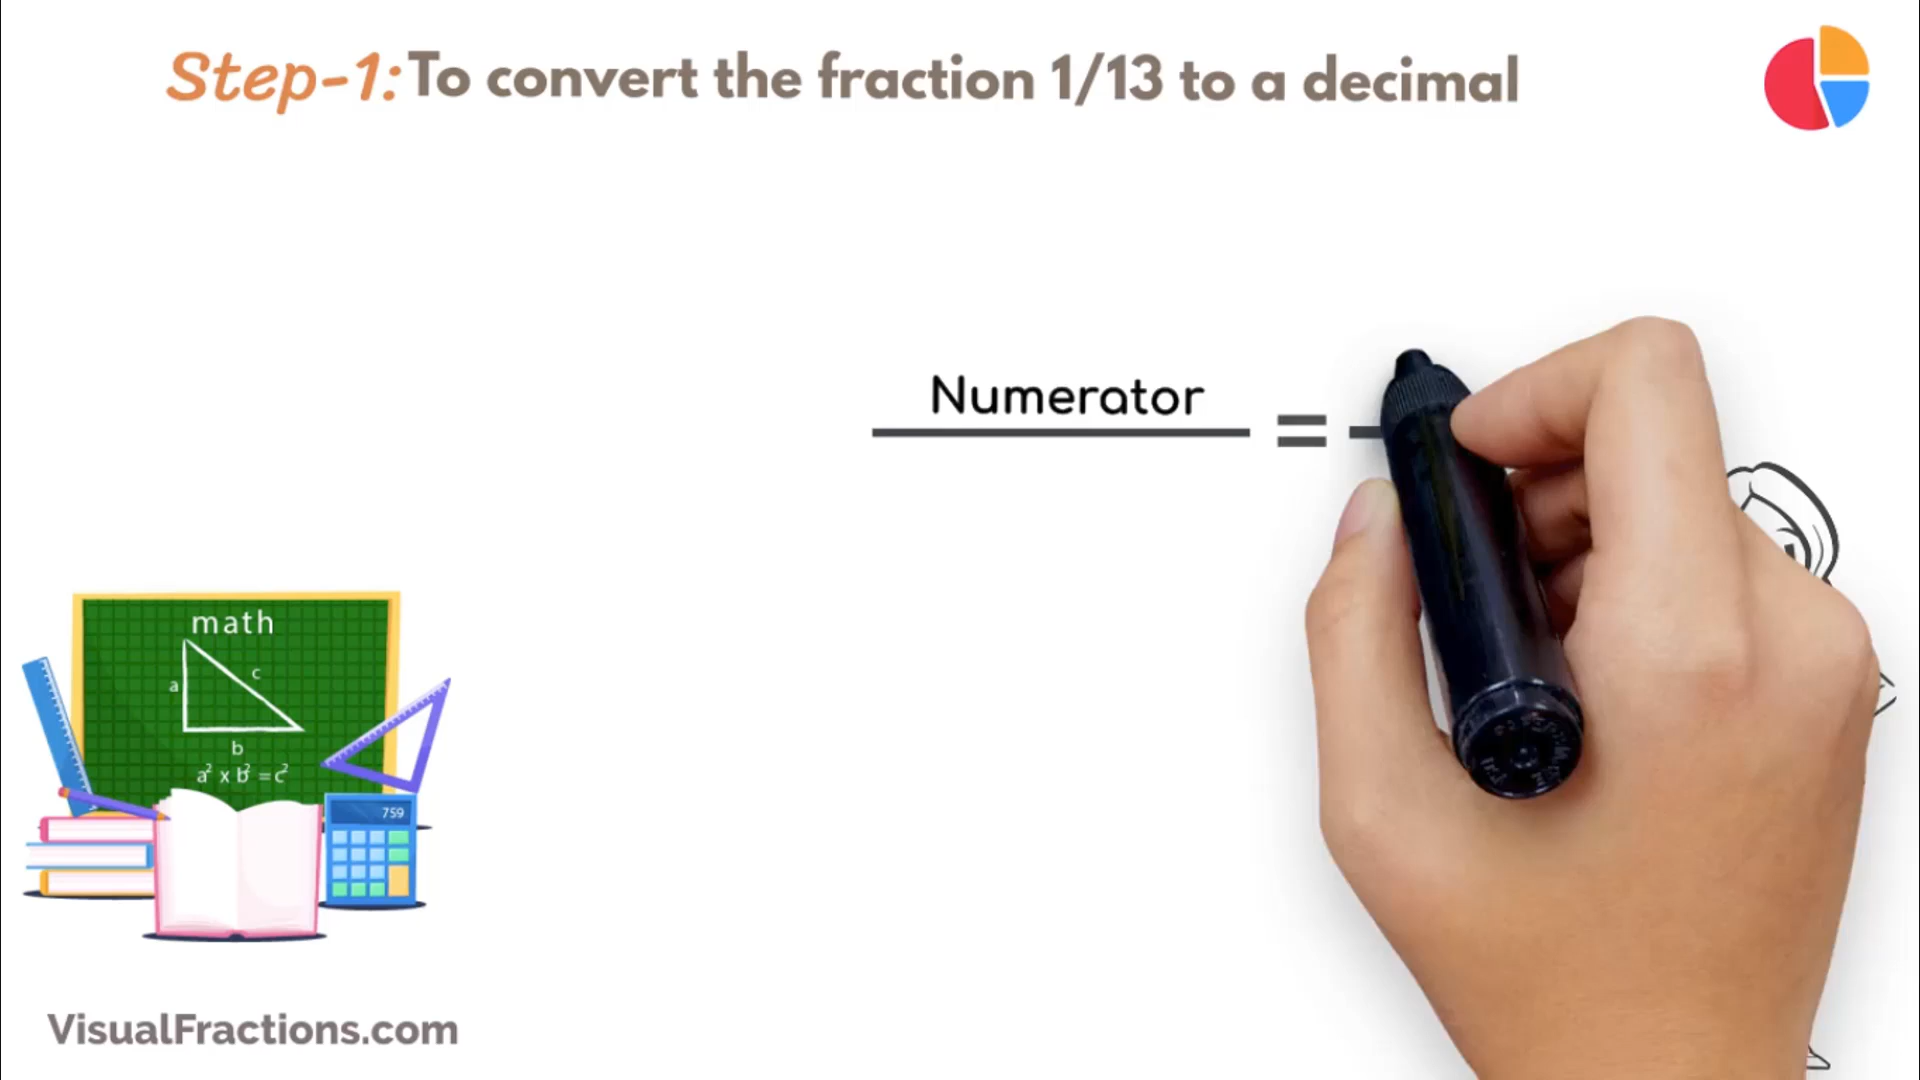 Step-1: To convert the fraction 1/13 to a decimal
Numerator
=
math
a
c
b
a² x b² = c²
759
VisualFractions.com